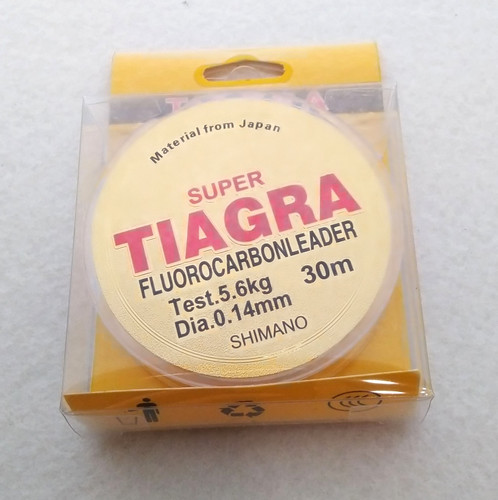 Material from Japan
SUPER
TIAGRA
FLUOROCARBONLEADER
Test.5.6kg 30m
Dia.0.14mm
SHIMANO